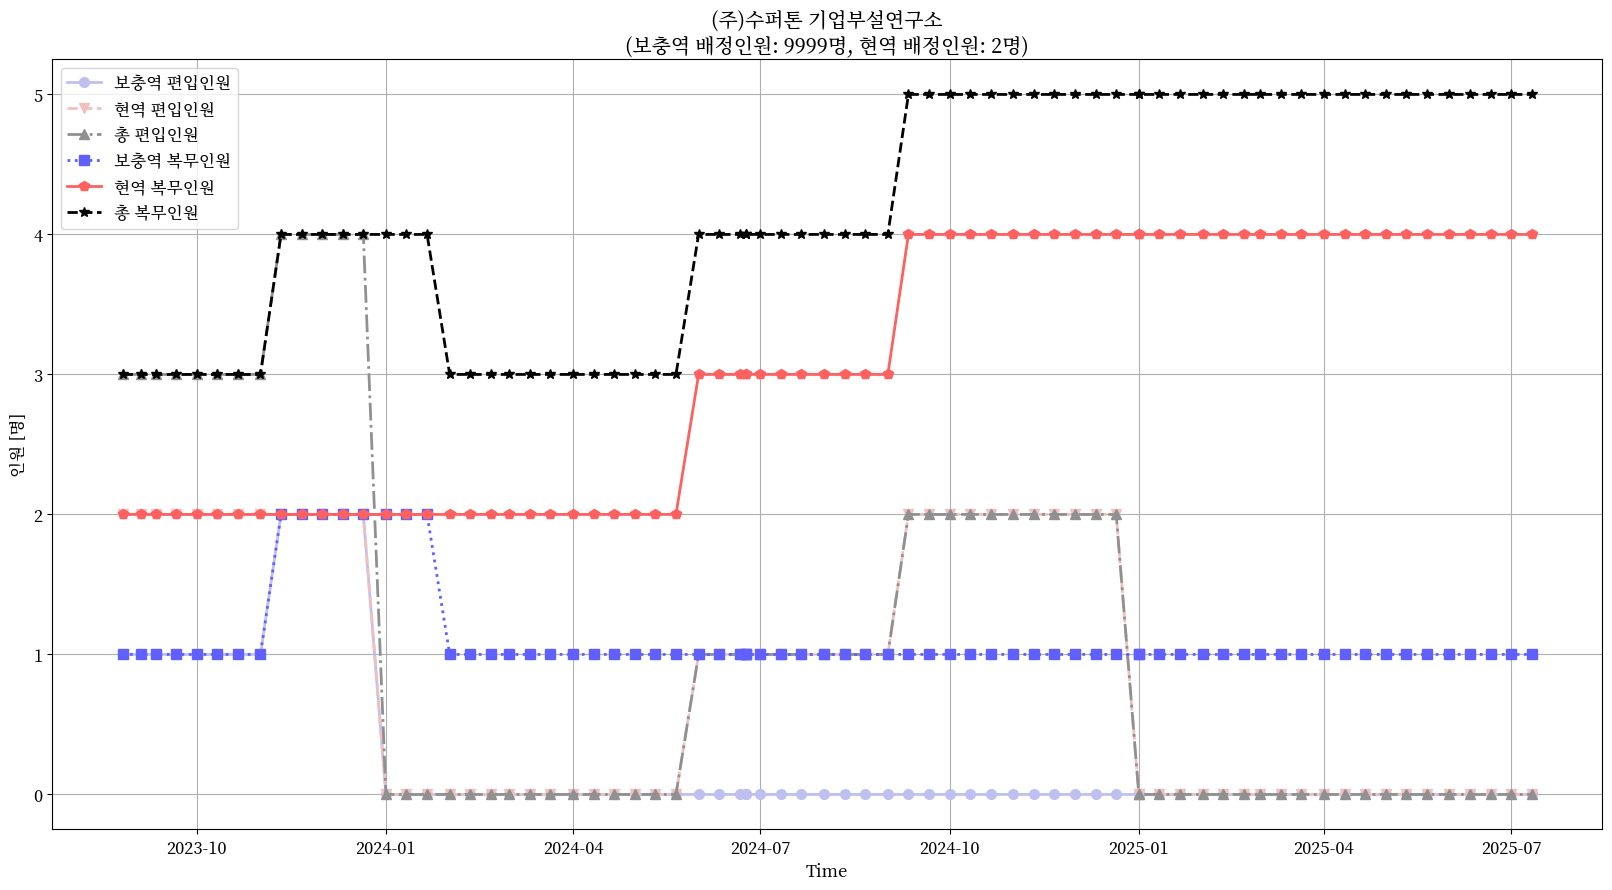 (주)수퍼톤 기업부설연구소
(보충역 배정인원: 9999명, 현역 배정인원: 2명)
보충역 편입인원
현역 편입인원
총 편입인원
보충역 복무인원
현역 복무인원
총 복무인원
인원 [명]
5
4
3
2
1
0
2023-10
2024-01
2024-04
2024-07
2024-10
2025-01
2025-04
2025-07
Time